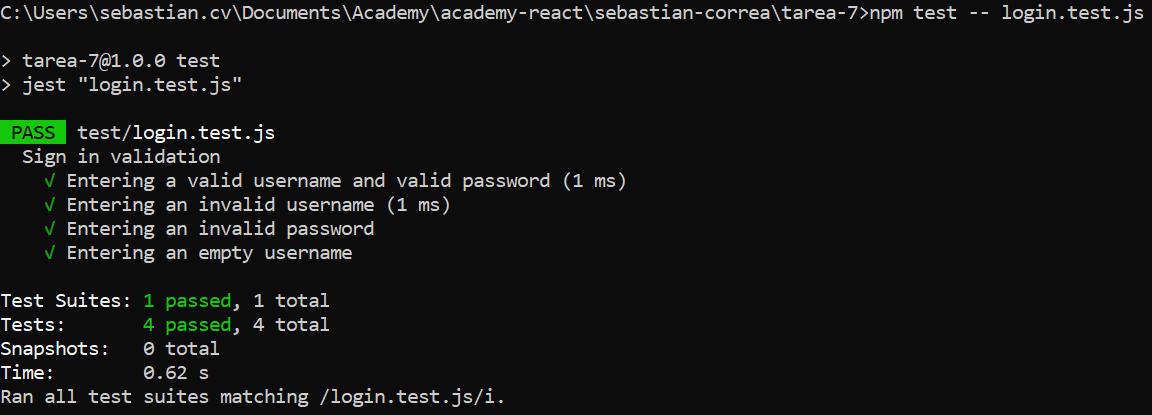 C:\Users\sebastian.cv\Documents\Academy\academy-react\sebastian-correa\tarea-7>npm test -- login.test.js
> tarea-7@1.0.0 test
> jest "login.test.js"
PASS test/login.test.js
Sign in validation
√ Entering a valid username and valid password (1 ms)
√ Entering an invalid username (1 ms)
√ Entering an invalid password
√ Entering an empty username
Test Suites: 1 passed, 1 total
Tests: 4 passed, 4 total
Snapshots: 0 total
Time: 0.62 s
Ran all test suites matching /login.test.js/i.